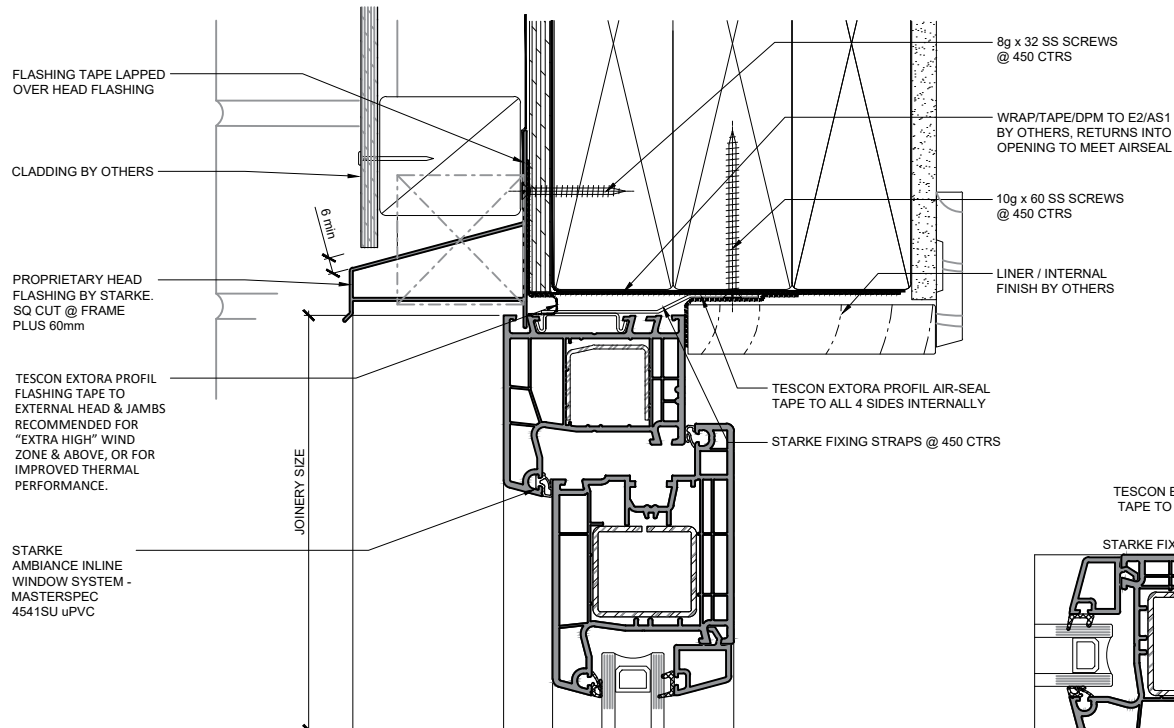 FLASHING TAPE LAPPED
OVER HEAD FLASHING
CLADDING BY OTHERS
6 min
PROPRIETARY HEAD
FLASHING BY STARKE.
SQ CUT @ FRAME
PLUS 60mm
TESCON EXTORA PROFIL
FLASHING TAPE TO
EXTERNAL HEAD & JAMBS
RECOMMENDED FOR
"EXTRA HIGH" WIND
ZONE & ABOVE, OR FOR
IMPROVED THERMAL
PERFORMANCE.
JOINERY SIZE
STARKE
AMBIANCE INLINE
WINDOW SYSTEM -
MASTERSPEC
4541SU uPVC
8g x 32 SS SCREWS
@ 450 CTRS
WRAP/TAPE/DPM TO E2/AS1
BY OTHERS, RETURNS INTO
OPENING TO MEET AIRSEAL
10g x 60 SS SCREWS
@ 450 CTRS
LINER / INTERNAL
FINISH BY OTHERS
TESCON EXTORA PROFIL AIR-SEAL
TAPE TO ALL 4 SIDES INTERNALLY
STARKE FIXING STRAPS @ 450 CTRS
TESCON E
TAPE TO
STARKE FIX